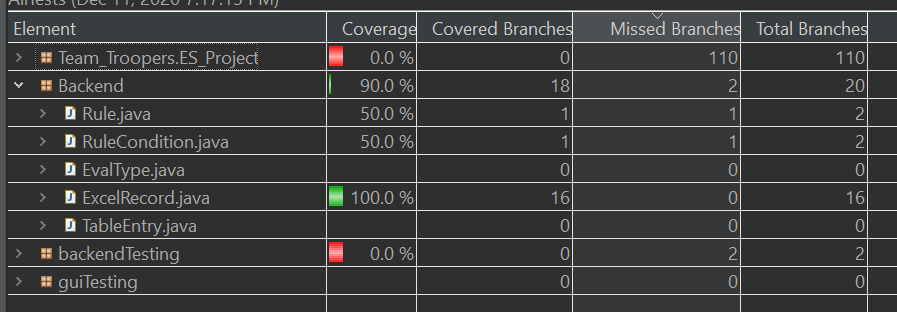 AllTests (Dec 11, 2020 7:17:15 PM)
Element Coverage Covered Branches Missed Branches Total Branches
Team_Troopers.ES_Project 0.0 % 0 110 110
Backend 90.0 % 18 2 20
Rule.java 50.0 % 1 1 2
RuleCondition.java 50.0 % 1 1 2
EvalType.java 0 0 0
ExcelRecord.java 100.0 % 16 0 16
TableEntry.java 0 0 0
backendTesting 0.0 % 0 2 2
guiTesting 0 0 0